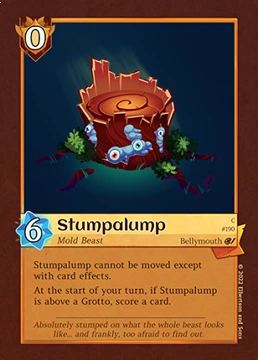 0
Stumpalump
C
#190
6
Mold Beast
Bellymouth
Stumpalump cannot be moved except
with card effects.
At the start of your turn, if Stumpalump
is above a Grotto, score a card.
Absolutely stumped on what the whole beast looks
like... and frankly, too afraid to find out.
© 2022 Elbertson and Sons